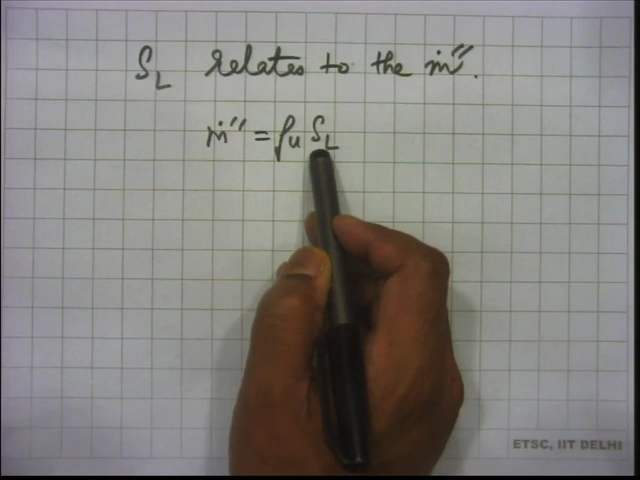 S_L relates to the ṁ″.
ṁ″ = ρ_u S_L
ETSC, IIT DELHI